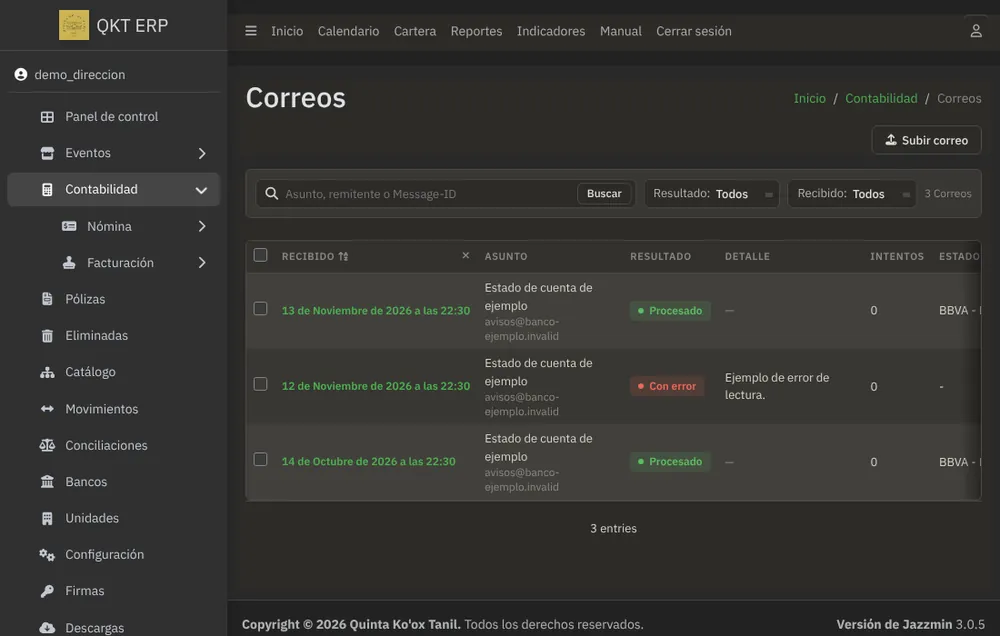 QKT ERP
Inicio Calendario Cartera Reportes Indicadores Manual Cerrar sesión
demo_direccion
Panel de control
Eventos
Contabilidad
Nómina
Facturación
Pólizas
Eliminadas
Catálogo
Movimientos
Conciliaciones
Bancos
Unidades
Configuración
Firmas
Descargas
Correos
Inicio / Contabilidad / Correos
Subir correo
Asunto, remitente o Message-ID Buscar Resultado: Todos Recibido: Todos 3 Correos
RECIBIDO ASUNTO RESULTADO DETALLE INTENTOS ESTADO
13 de Noviembre de 2026 a las 22:30
Estado de cuenta de
ejemplo
avisos@banco-
ejemplo.invalid
Procesado — 0 BBVA -
12 de Noviembre de 2026 a las 22:30
Estado de cuenta de
ejemplo
avisos@banco-
ejemplo.invalid
Con error
Ejemplo de error de
lectura.
0 -
14 de Octubre de 2026 a las 22:30
Estado de cuenta de
ejemplo
avisos@banco-
ejemplo.invalid
Procesado — 0 BBVA -
3 entries
Copyright © 2026 Quinta Ko'ox Tanil. Todos los derechos reservados.
Versión de Jazzmin 3.0.5